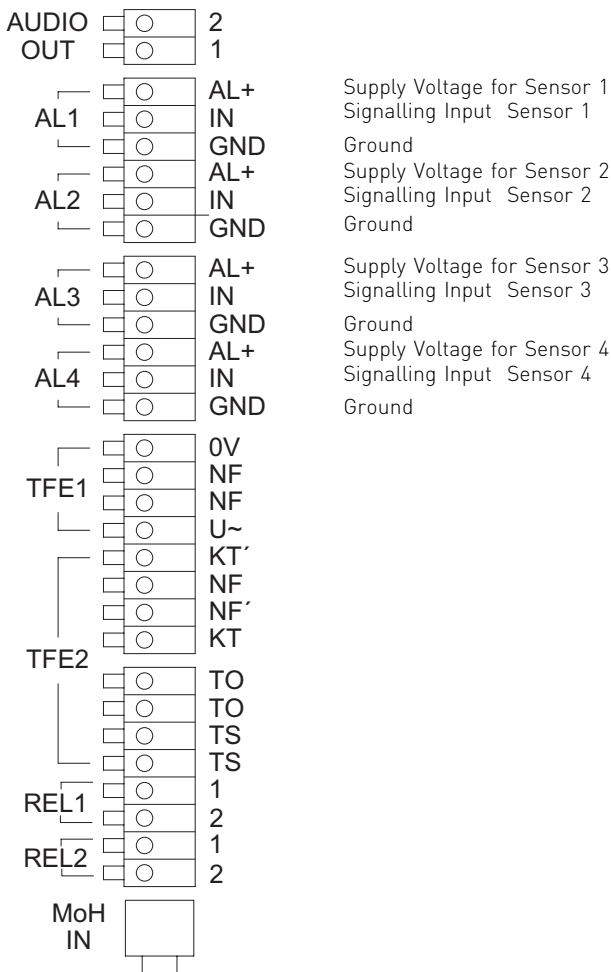 AUDIO 2
OUT 1
AL+ Supply Voltage for Sensor 1
AL1 IN Signalling Input Sensor 1
GND Ground
AL+ Supply Voltage for Sensor 2
AL2 IN Signalling Input Sensor 2
GND Ground
AL+ Supply Voltage for Sensor 3
AL3 IN Signalling Input Sensor 3
GND Ground
AL+ Supply Voltage for Sensor 4
AL4 IN Signalling Input Sensor 4
GND Ground
0V
TFE1 NF
NF
U~
KT´
NF
NF´
KT
TFE2
TO
TO
TS
TS
REL1 1
2
REL2 1
2
MoH
IN